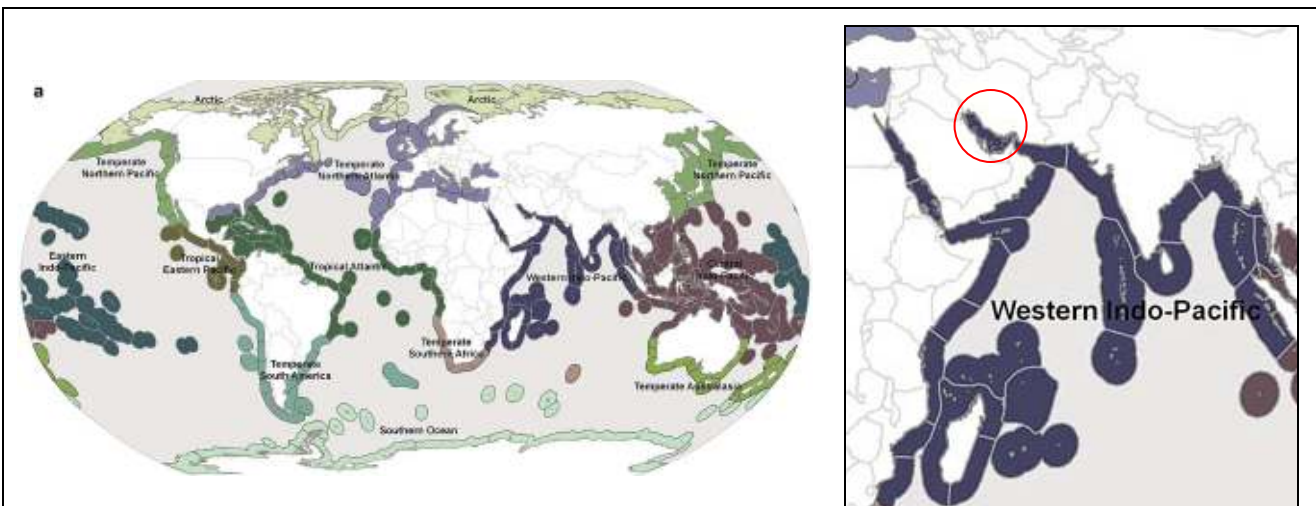 a
Arctic
Arctic
Temperate
Northern Pacific
Temperate
Northern Atlantic
Temperate
Northern Pacific
Eastern
Indo-Pacific
Tropical
Eastern Pacific
Tropical Atlantic
Western Indo-Pacific
Central
Indo-Pacific
Temperate
South America
Temperate
Southern Africa
Temperate Australasia
Southern Ocean
Western Indo-Pacific